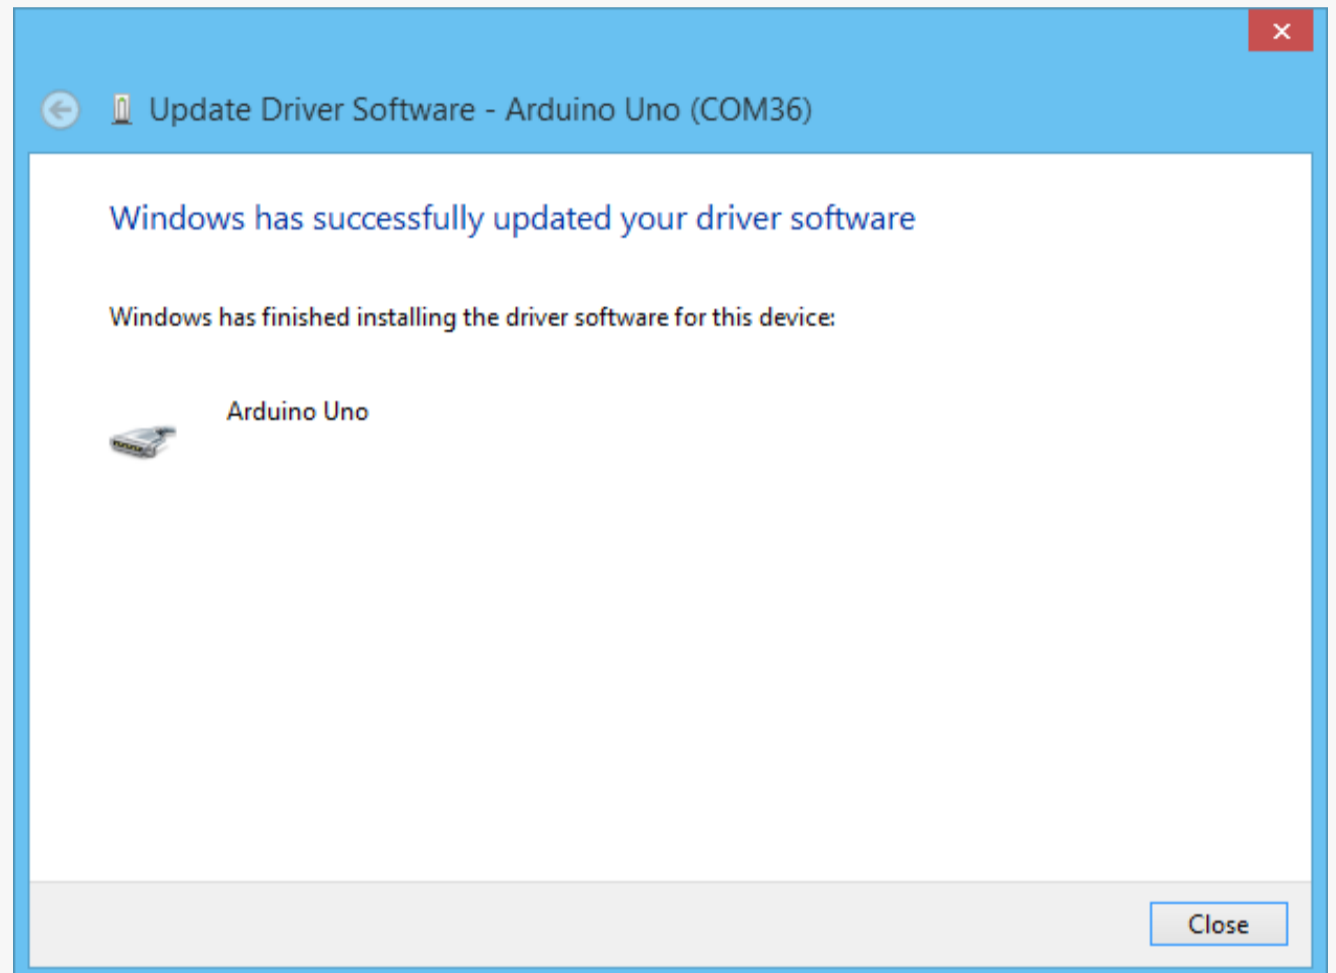 Update Driver Software - Arduino Uno (COM36)
Windows has successfully updated your driver software
Windows has finished installing the driver software for this device:
Arduino Uno
Close